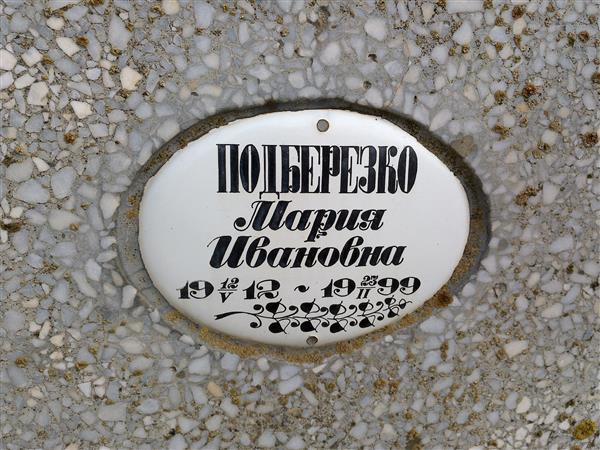 ПОДБЕРЕЗКО
Мария
Ивановна
19 12/V 12 ~ 19 23/II 99